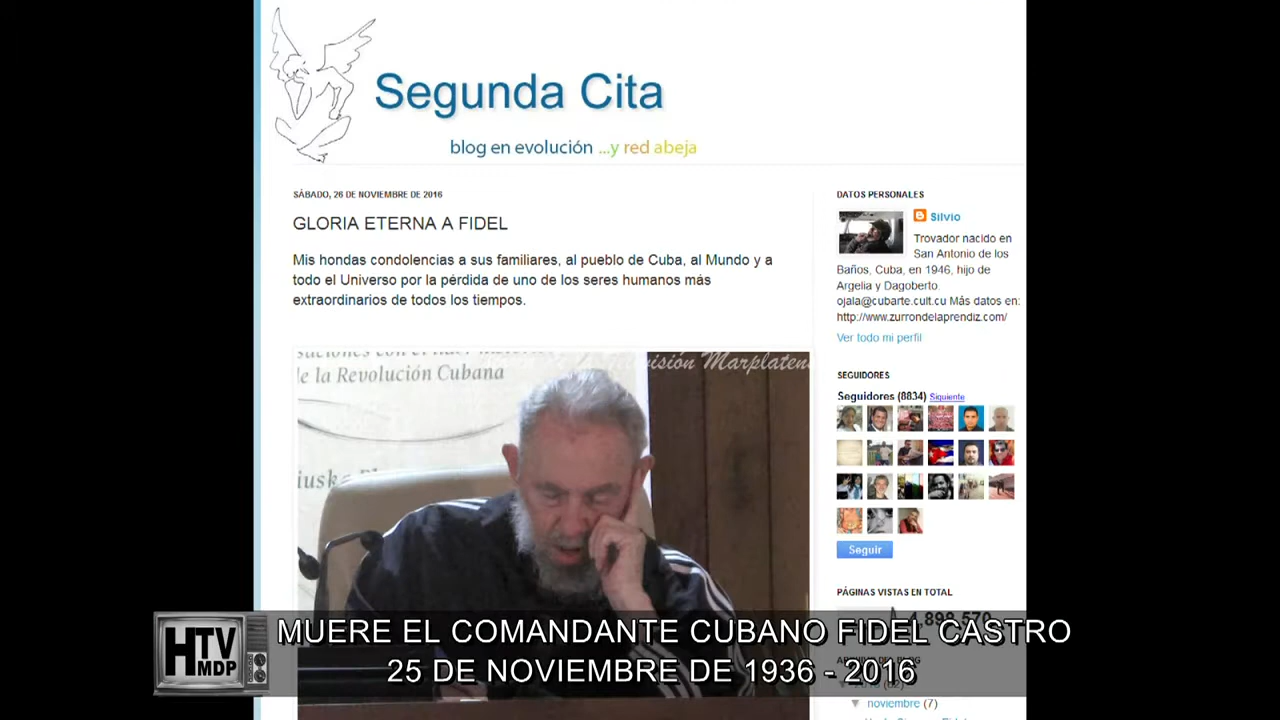 Segunda Cita
blog en evolución ...y red abeja
SÁBADO, 26 DE NOVIEMBRE DE 2016
GLORIA ETERNA A FIDEL
Mis hondas condolencias a sus familiares, al pueblo de Cuba, al Mundo y a
todo el Universo por la pérdida de uno de los seres humanos más
extraordinarios de todos los tiempos.
de la Revolución Cubana
Televisión Marplatense
DATOS PERSONALES
Silvio
Trovador nacido en
San Antonio de los
Baños, Cuba, en 1946, hijo de
Argelia y Dagoberto.
ojala@cubarte.cult.cu Más datos en:
http://www.zurrondelaprendiz.com/
Ver todo mi perfil
SEGUIDORES
Seguidores (8834) Siguiente
Seguir
PÁGINAS VISTAS EN TOTAL
HTV
MDP
MUERE EL COMANDANTE CUBANO FIDEL CASTRO
25 DE NOVIEMBRE DE 1936 - 2016
noviembre (7)